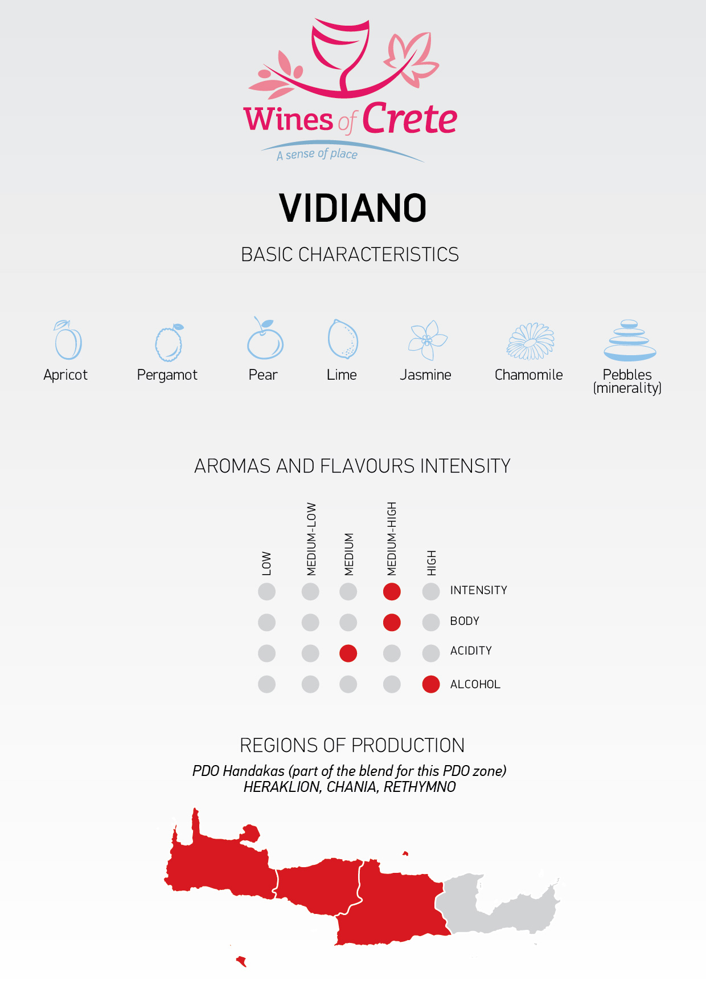 Wines of Crete
A sense of place
VIDIANO
BASIC CHARACTERISTICS
Apricot
Pergamot
Pear
Lime
Jasmine
Chamomile
Pebbles
(minerality)
AROMAS AND FLAVOURS INTENSITY
LOW
MEDIUM-LOW
MEDIUM
MEDIUM-HIGH
HIGH
INTENSITY
BODY
ACIDITY
ALCOHOL
REGIONS OF PRODUCTION
PDO Handakas (part of the blend for this PDO zone)
HERAKLION, CHANIA, RETHYMNO